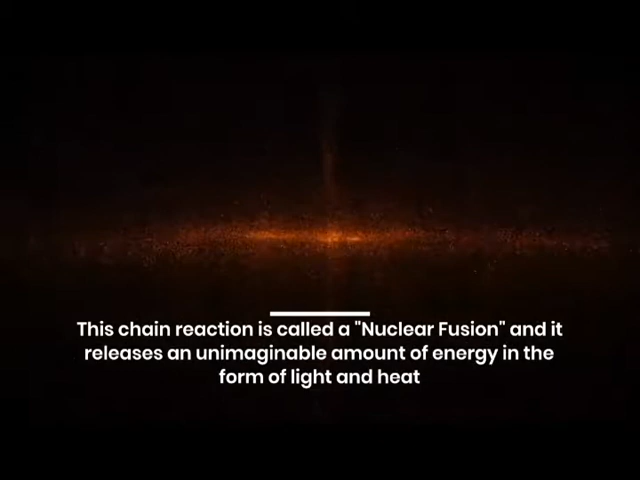 This chain reaction is called a "Nuclear Fusion" and it
releases an unimaginable amount of energy in the
form of light and heat